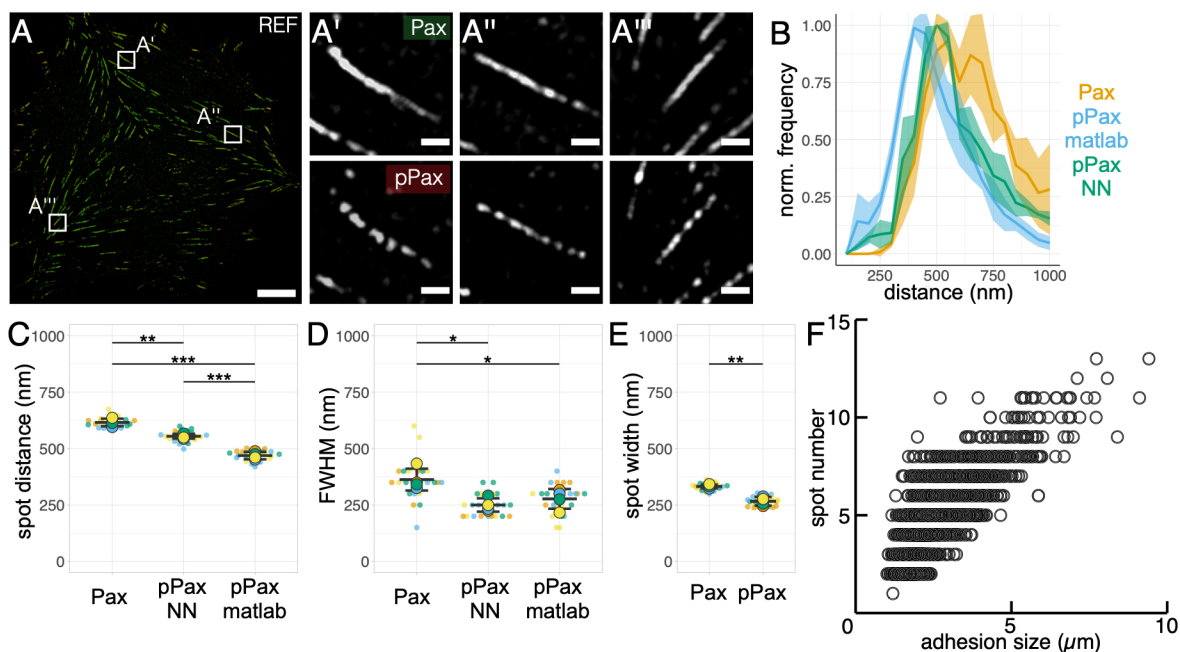 A
REF
A'
A''
A'''
A'
Pax
A''
A'''
pPax
B
norm. frequency
1.00
0.75
0.50
0.25
0.00
250
500
750
1000
distance (nm)
Pax
pPax
matlab
pPax
NN
C
spot distance (nm)
1000
750
500
250
0
**
***
***
Pax
pPax
NN
pPax
matlab
D
FWHM (nm)
1000
750
500
250
0
*
*
Pax
pPax
NN
pPax
matlab
E
spot width (nm)
1000
750
500
250
0
**
Pax
pPax
F
spot number
15
10
5
0
5
10
adhesion size (µm)